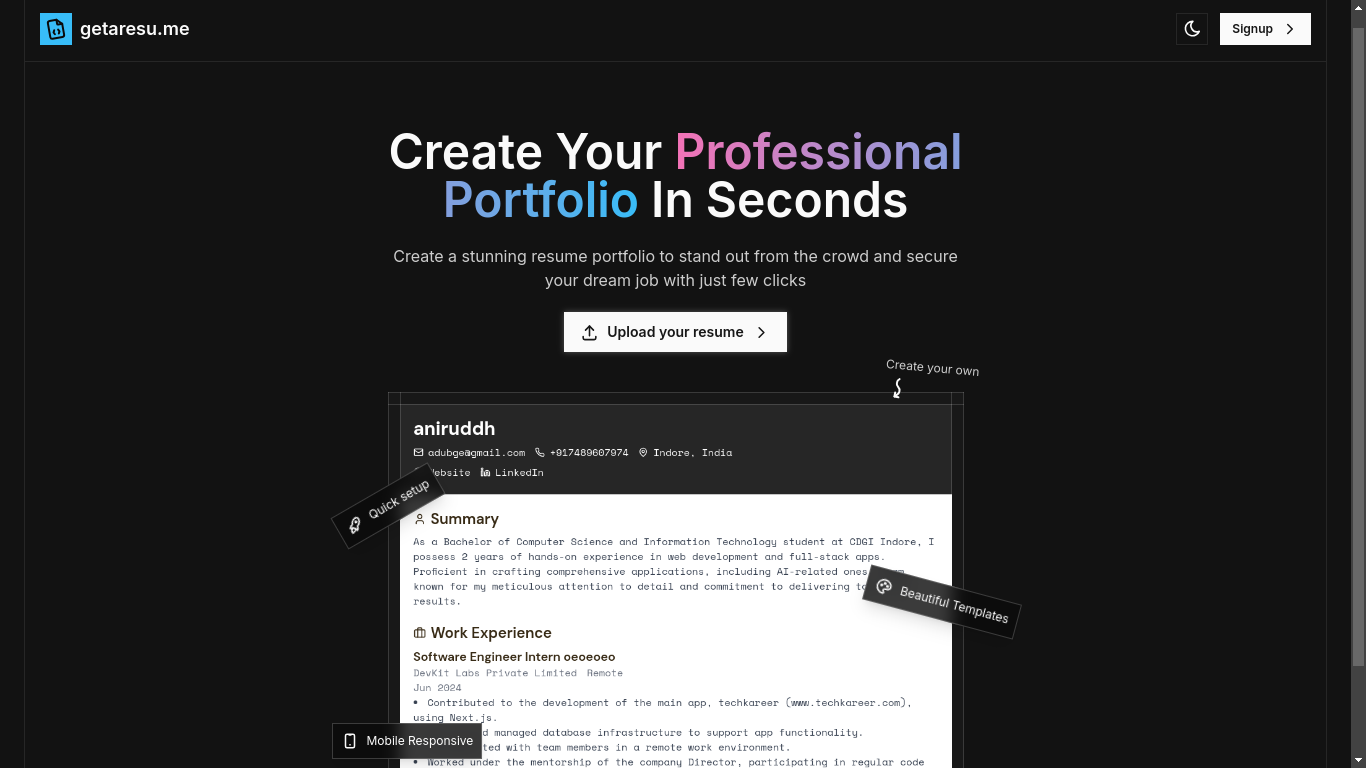 getaresu.me
Signup
Create Your Professional
Portfolio In Seconds
Create a stunning resume portfolio to stand out from the crowd and secure
your dream job with just few clicks
Upload your resume
Create your own
aniruddh
adubge@gmail.com +917489607974 Indore, India
LinkedIn
Quick setup
Summary
As a Bachelor of Computer Science and Information Technology student at CDGI Indore, I
possess 2 years of hands-on experience in web development and full-stack apps.
Proficient in crafting comprehensive applications, including AI-related ones
known for my meticulous attention to detail and commitment to delivering
results.
Beautiful Templates
Work Experience
Software Engineer Intern oeoeoeo
DevKit Labs Private Limited Remote
Jun 2024
• Contributed to the development of the main app, techkareer (www.techkareer.com),
using Next.js.
managed database infrastructure to support app functionality.
Mobile Responsive
with team members in a remote work environment.
• Worked under the mentorship of the company Director, participating in regular code